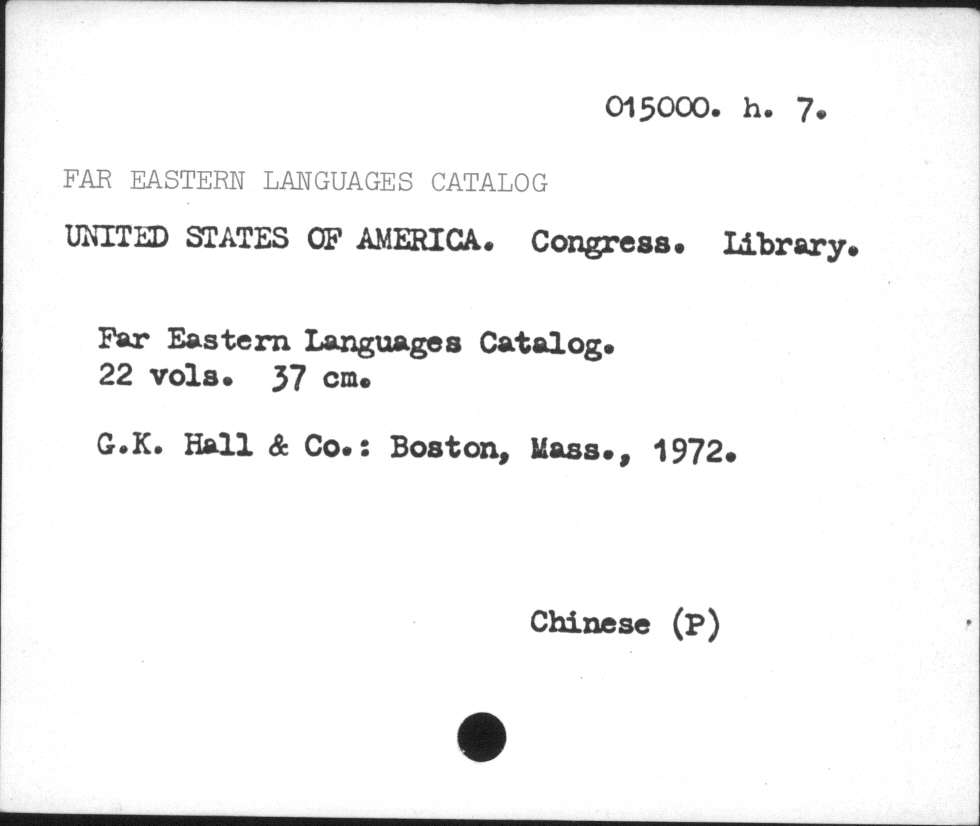 015000. h. 7.
FAR EASTERN LANGUAGES CATALOG
UNITED STATES OF AMERICA. Congress. Library.
Far Eastern Languages Catalog.
22 vols. 37 cm.
G.K. Hall & Co.: Boston, Mass., 1972.
Chinese (P)